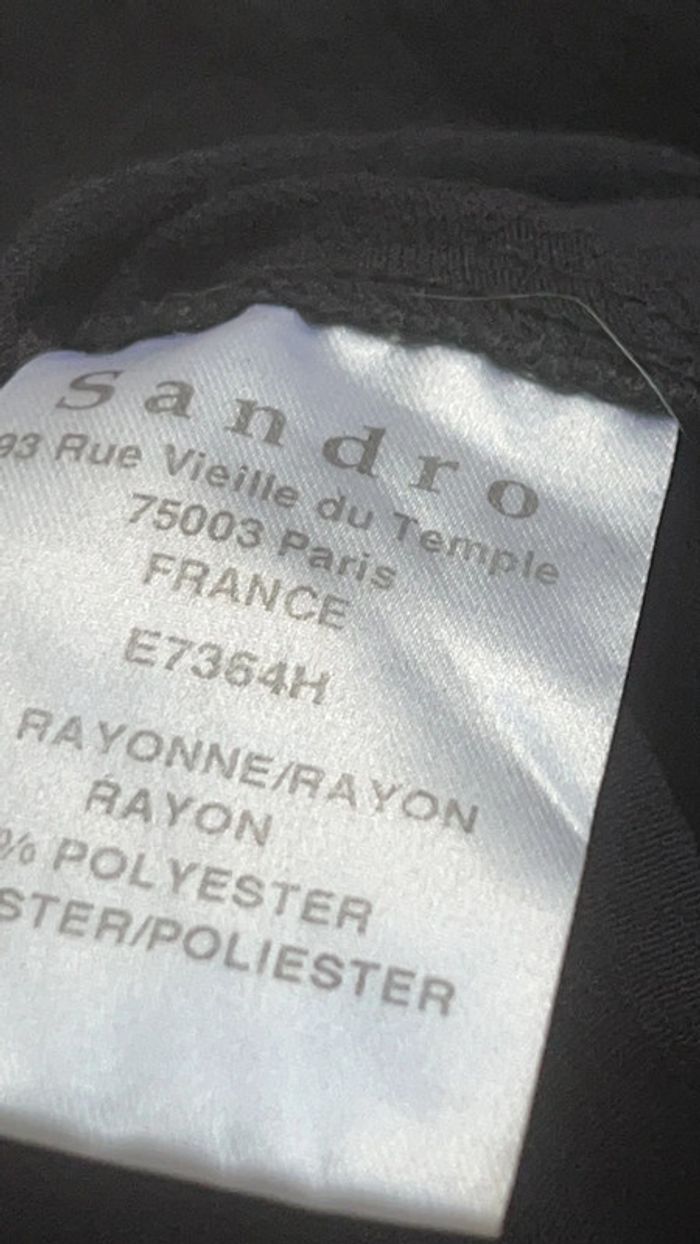 sandro
93 Rue Vieille du Temple
75003 Paris
FRANCE
E7364H
RAYONNE/RAYON
RAYON
% POLYESTER
STER/POLIESTER